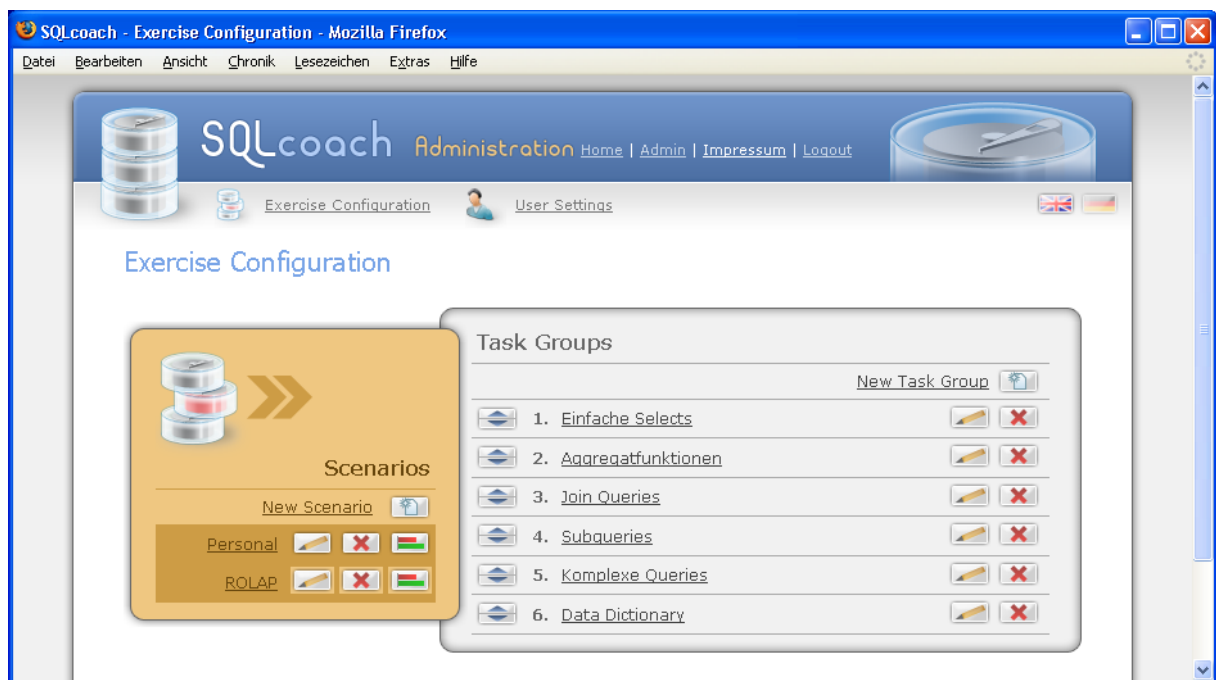 SQLcoach - Exercise Configuration - Mozilla Firefox
Datei Bearbeiten Ansicht Chronik Lesezeichen Extras Hilfe
SQLcoach Administration Home | Admin | Impressum | Logout
Exercise Configuration User Settings
Exercise Configuration
Scenarios
New Scenario
Personal
ROLAP
Task Groups
New Task Group
1. Einfache Selects
2. Aggregatfunktionen
3. Join Queries
4. Subqueries
5. Komplexe Queries
6. Data Dictionary